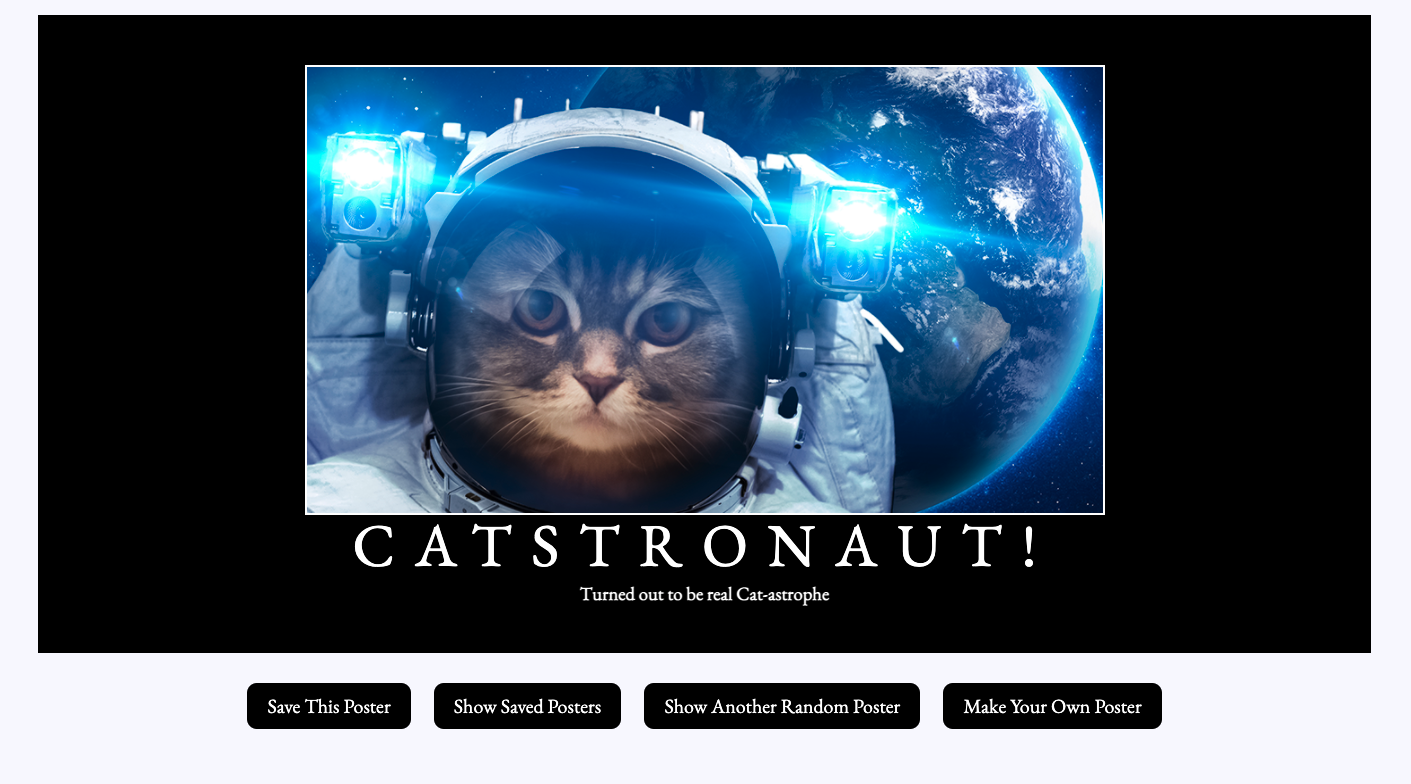 CATSTRONAUT!
Turned out to be real Cat-astrophe
Save This Poster
Show Saved Posters
Show Another Random Poster
Make Your Own Poster